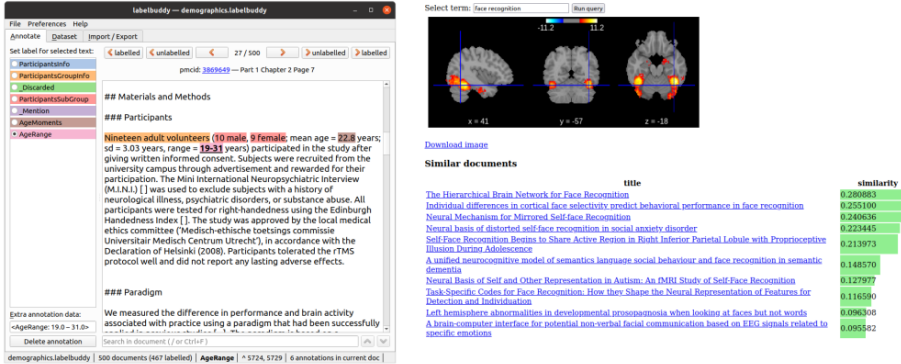 labelbuddy — demographics.labelbuddy
File Preferences Help
Annotate Dataset Import / Export
Set label for selected text:
ParticipantsInfo
ParticipantsGroupInfo
_Discarded
ParticipantsSubGroup
_Mention
AgeMoments
AgeRange
labelled unlabelled 27 / 500 unlabelled labelled
pmcid: 3869649 — Part 1 Chapter 2 Page 7
## Materials and Methods
### Participants
Nineteen adult volunteers (10 male, 9 female; mean age = 22.8 years;
sd = 3.03 years, range = 19-31 years) participated in the study after
giving written informed consent. Subjects were recruited from the
university campus through advertisement and rewarded for their
participation. The Mini International Neuropsychiatric Interview
(M.I.N.I.) [ ] was used to exclude subjects with a history of
neurological illness, psychiatric disorders, or substance abuse. All
participants were tested for right-handedness using the Edinburgh
Handedness Index [ ]. The study was approved by the local medical
ethics committee ('Medisch-ethische toetsings commissie
Universitair Medisch Centrum Utrecht'), in accordance with the
Declaration of Helsinki (2008). Participants tolerated the rTMS
protocol well and did not report any lasting adverse effects.
### Paradigm
We measured the difference in performance and brain activity
associated with practice using a paradigm that had been successfully
Extra annotation data:
<AgeRange: 19.0 – 31.0>
Delete annotation
Search in document ( / or Ctrl+F )
demographics.labelbuddy 500 documents (467 labelled) AgeRange ^ 5724, 5729 6 annotations in current doc
Select term: face recognition Run query
-11.2 11.2
x = 41 y = -57 z = -18
Download image
Similar documents
title similarity
The Hierarchical Brain Network for Face Recognition 0.280883
Individual differences in cortical face selectivity predict behavioral performance in face recognition 0.255100
Neural Mechanism for Mirrored Self-face Recognition 0.240636
Neural basis of distorted self-face recognition in social anxiety disorder 0.223445
Self-Face Recognition Begins to Share Active Region in Right Inferior Parietal Lobule with Proprioceptive
Illusion During Adolescence 0.213973
A unified neurocognitive model of semantics language social behaviour and face recognition in semantic
dementia 0.148570
Neural Basis of Self and Other Representation in Autism: An fMRI Study of Self-Face Recognition 0.127977
Task-Specific Codes for Face Recognition: How they Shape the Neural Representation of Features for
Detection and Individuation 0.116590
Left hemisphere abnormalities in developmental prosopagnosia when looking at faces but not words 0.096308
A brain-computer interface for potential non-verbal facial communication based on EEG signals related to
specific emotions 0.095582